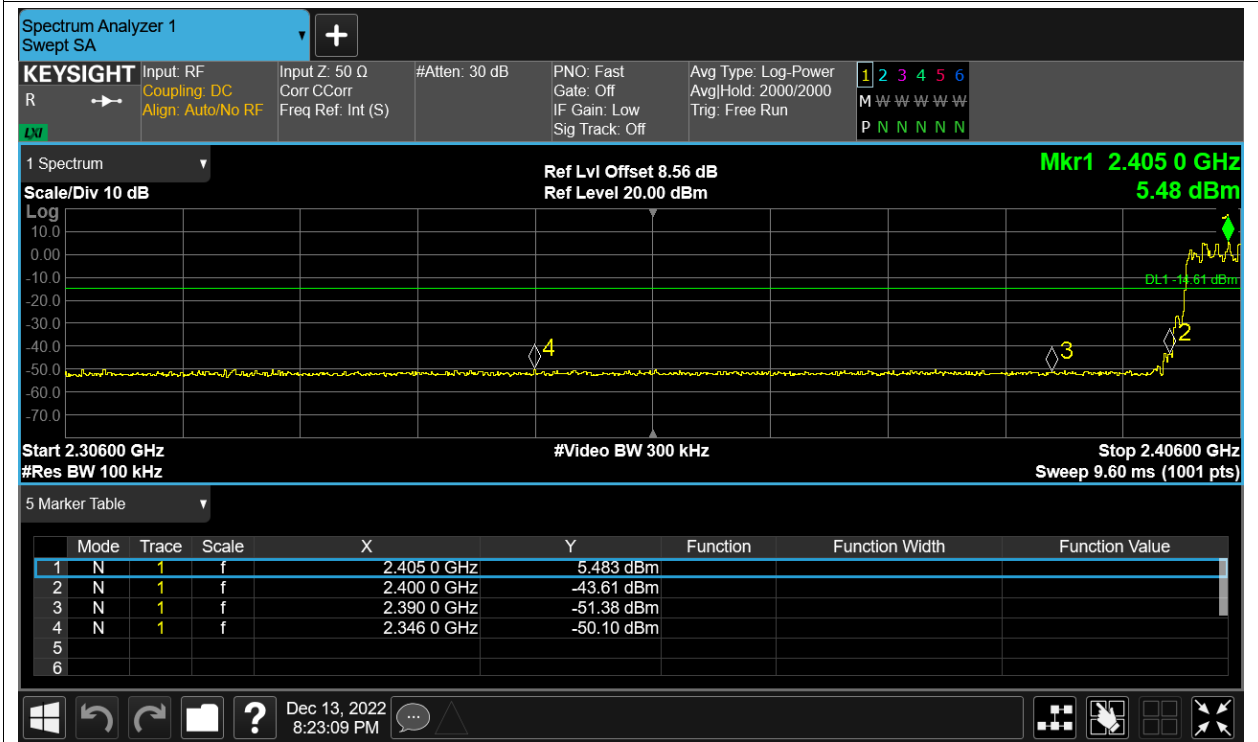 Spectrum Analyzer 1
Swept SA
KEYSIGHT
R
LXI
Input: RF
Coupling: DC
Align: Auto/No RF
Input Z: 50 Ω
Corr CCorr
Freq Ref: Int (S)
#Atten: 30 dB
PNO: Fast
Gate: Off
IF Gain: Low
Sig Track: Off
Avg Type: Log-Power
Avg|Hold: 2000/2000
Trig: Free Run
1 2 3 4 5 6
M W W W W W
P N N N N N
1 Spectrum
Scale/Div 10 dB
Ref Lvl Offset 8.56 dB
Ref Level 20.00 dBm
Mkr1 2.405 0 GHz
5.48 dBm
Log
10.0
0.00
-10.0
-20.0
-30.0
-40.0
-50.0
-60.0
-70.0
DL1 -14.61 dBm
4
3
2
Start 2.30600 GHz
#Res BW 100 kHz
#Video BW 300 kHz
Stop 2.40600 GHz
Sweep 9.60 ms (1001 pts)
5 Marker Table
Mode Trace Scale X Y Function Function Width Function Value
1 N 1 f 2.405 0 GHz 5.483 dBm
2 N 1 f 2.400 0 GHz -43.61 dBm
3 N 1 f 2.390 0 GHz -51.38 dBm
4 N 1 f 2.346 0 GHz -50.10 dBm
5
6
?
Dec 13, 2022
8:23:09 PM